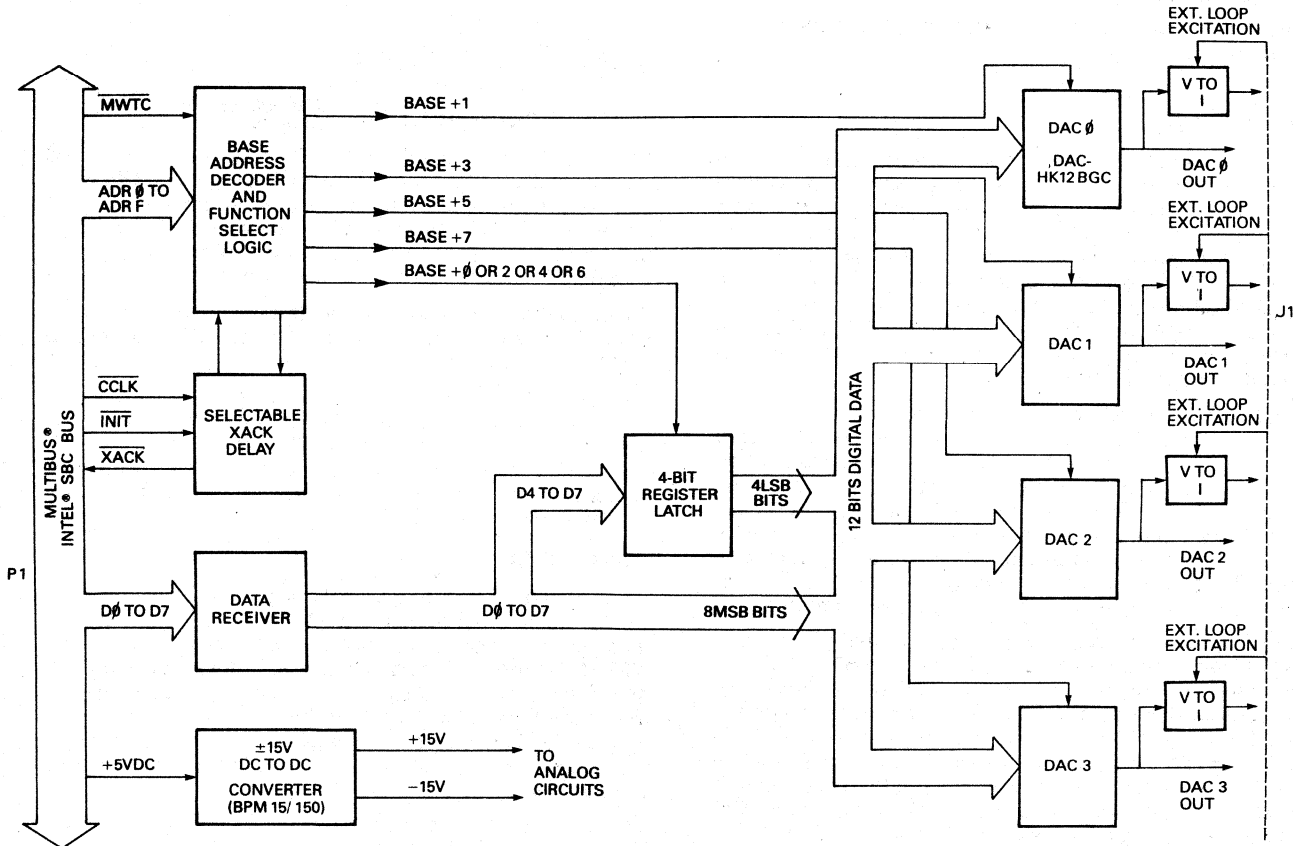 EXT. LOOP
EXCITATION
MWTC
BASE
ADDRESS
DECODER
AND
FUNCTION
SELECT
LOGIC
BASE +1
DAC Ø
DAC-
HK12 BGC
V TO
I
DAC Ø
OUT
ADR Ø TO
ADR F
BASE +3
BASE +5
BASE +7
BASE +Ø OR 2 OR 4 OR 6
EXT. LOOP
EXCITATION
V TO
I
DAC 1
DAC 1
OUT
J1
CCLK
INIT
XACK
SELECTABLE
XACK
DELAY
MULTIBUS®
INTEL® SBC BUS
P1
D4 TO D7
4-BIT
REGISTER
LATCH
4LSB
BITS
12 BITS DIGITAL DATA
EXT. LOOP
EXCITATION
V TO
I
DAC 2
DAC 2
OUT
DØ TO D7
DATA
RECEIVER
DØ TO D7
8MSB BITS
EXT. LOOP
EXCITATION
V TO
I
DAC 3
DAC 3
OUT
+5VDC
±15V
DC TO DC
CONVERTER
(BPM 15/150)
+15V
−15V
TO
ANALOG
CIRCUITS